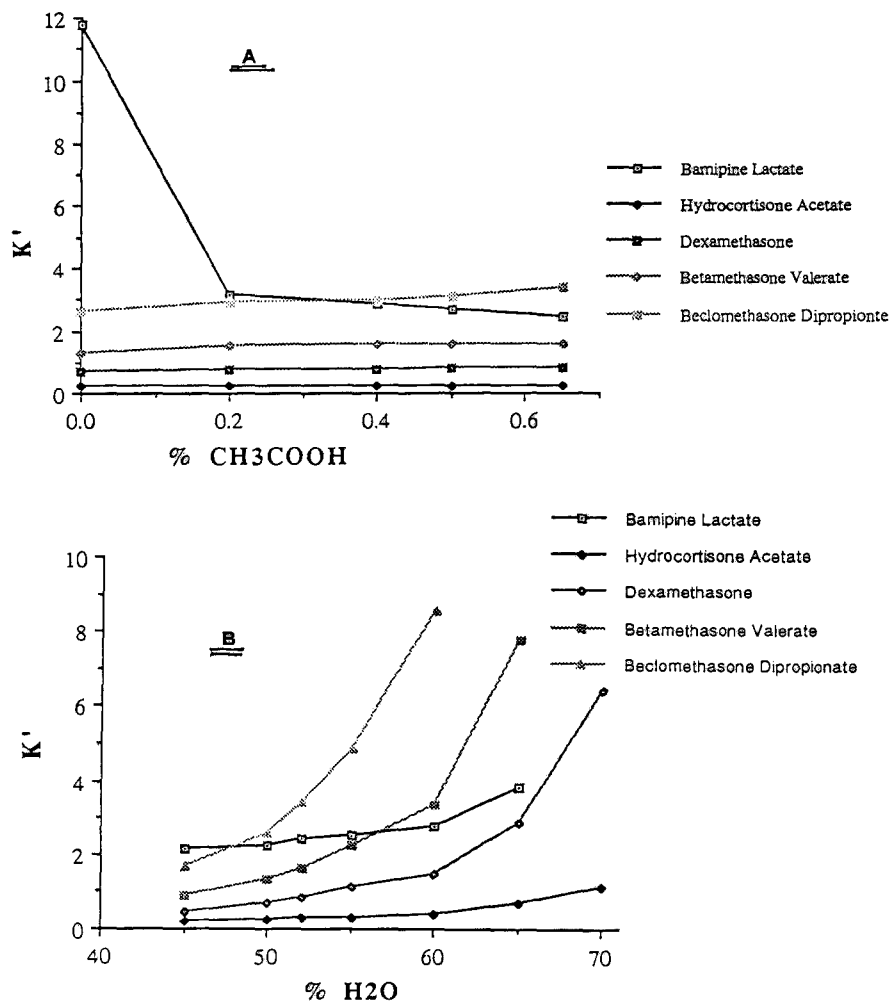 A
12
10
8
6
4
2
0
K'
0.0 0.2 0.4 0.6
% CH3COOH
Bamipine Lactate
Hydrocortisone Acetate
Dexamethasone
Betamethasone Valerate
Beclomethasone Dipropionte
B
10
8
6
4
2
0
K'
40 50 60 70
% H2O
Bamipine Lactate
Hydrocortisone Acetate
Dexamethasone
Betamethasone Valerate
Beclomethasone Dipropionate